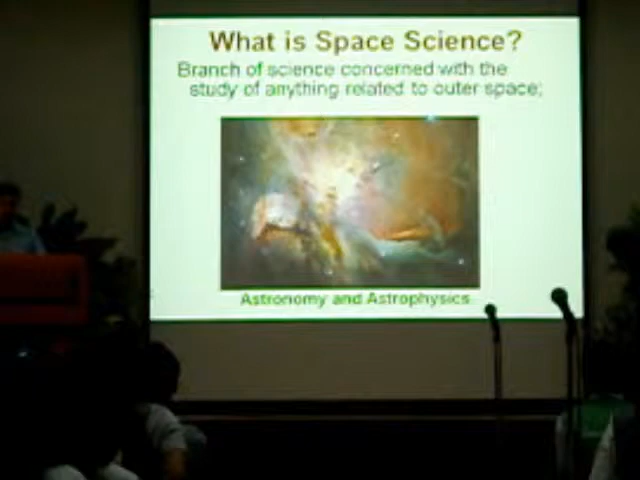 What is Space Science?
Branch of science concerned with the
study of anything related to outer space;
Astronomy and Astrophysics